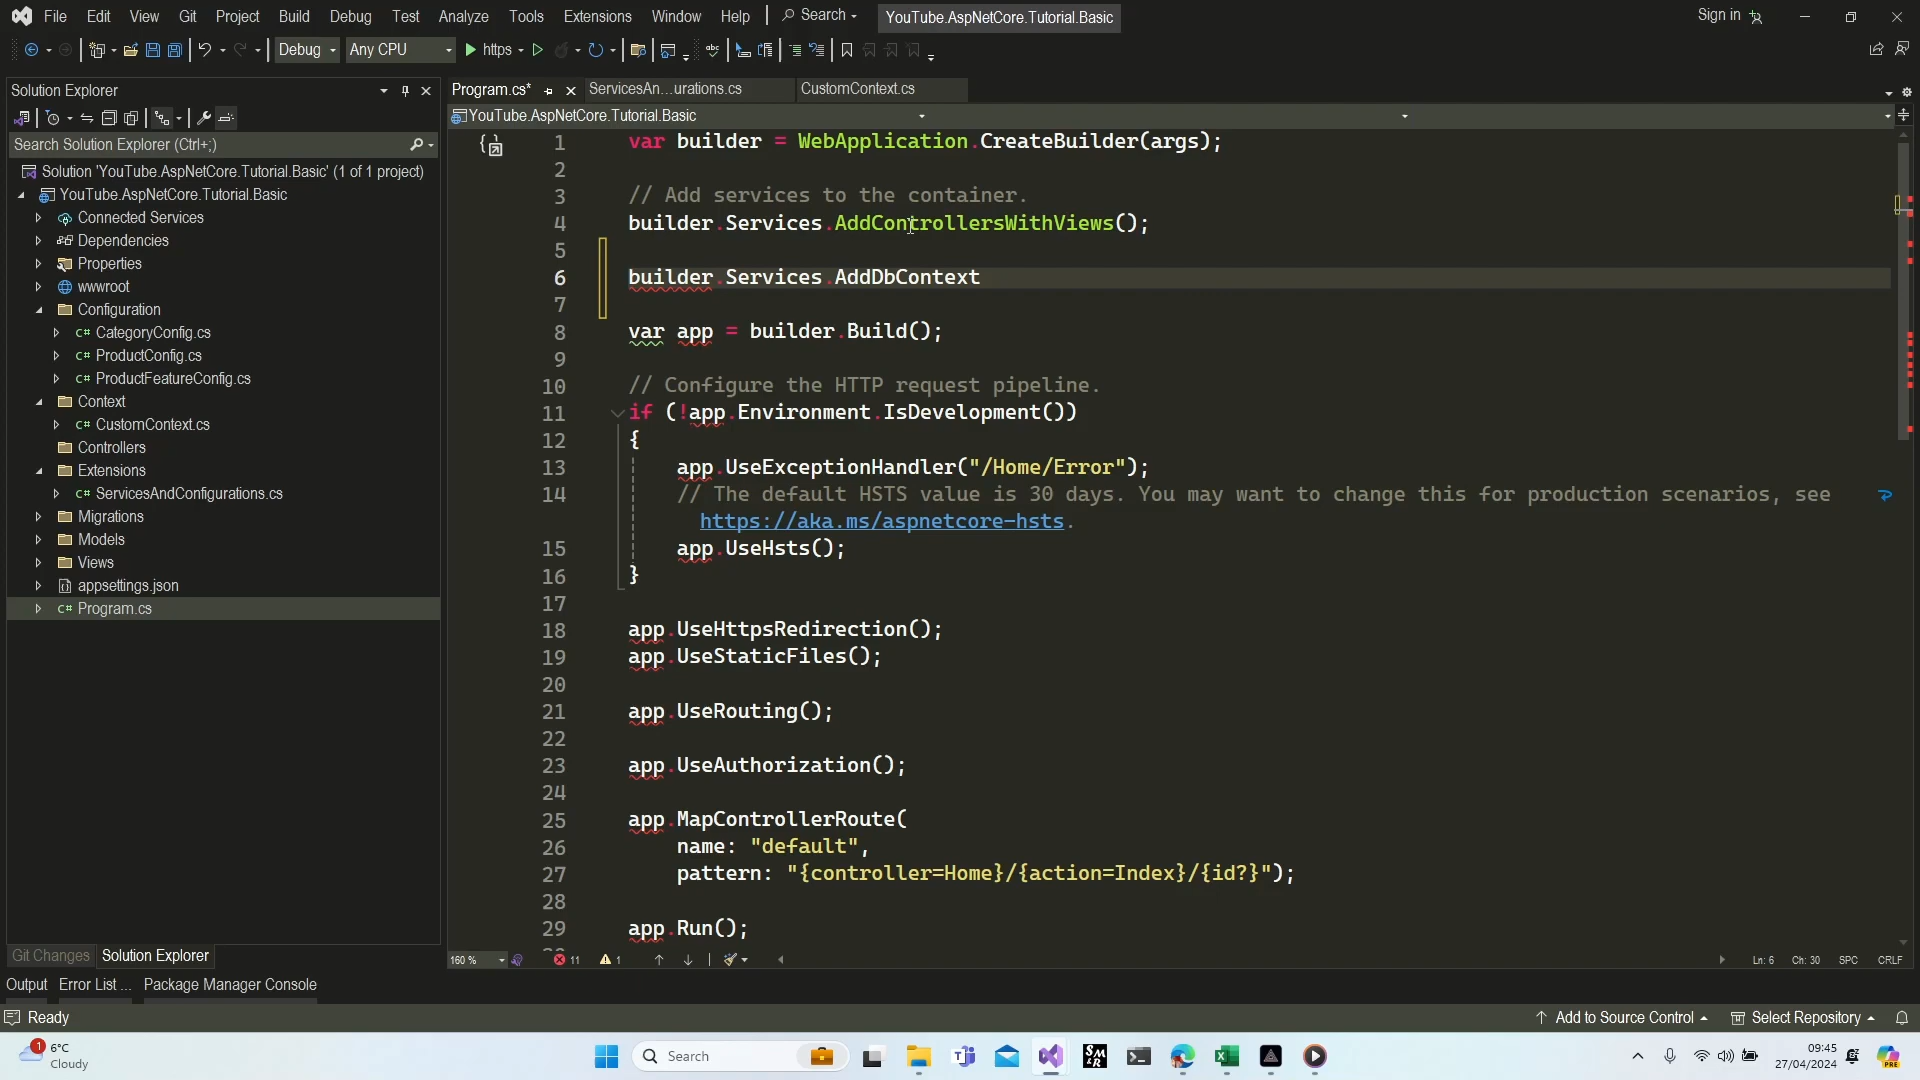 File Edit View Git Project Build Debug Test Analyze Tools Extensions Window Help Search YouTube.AspNetCore.Tutorial.Basic Sign in
Debug Any CPU https
Solution Explorer
Search Solution Explorer (Ctrl+;)
Solution 'YouTube.AspNetCore.Tutorial.Basic' (1 of 1 project)
YouTube.AspNetCore.Tutorial.Basic
Connected Services
Dependencies
Properties
wwwroot
Configuration
C# CategoryConfig.cs
C# ProductConfig.cs
C# ProductFeatureConfig.cs
Context
C# CustomContext.cs
Controllers
Extensions
C# ServicesAndConfigurations.cs
Migrations
Models
Views
appsettings.json
C# Program.cs
Git Changes Solution Explorer
Program.cs* ServicesAn...urations.cs CustomContext.cs
YouTube.AspNetCore.Tutorial.Basic
1 var builder = WebApplication.CreateBuilder(args);
2
3 // Add services to the container.
4 builder.Services.AddControllersWithViews();
5
6 builder.Services.AddDbContext
7
8 var app = builder.Build();
9
10 // Configure the HTTP request pipeline.
11 if (!app.Environment.IsDevelopment())
12 {
13 app.UseExceptionHandler("/Home/Error");
14 // The default HSTS value is 30 days. You may want to change this for production scenarios, see
https://aka.ms/aspnetcore-hsts.
15 app.UseHsts();
16 }
17
18 app.UseHttpsRedirection();
19 app.UseStaticFiles();
20
21 app.UseRouting();
22
23 app.UseAuthorization();
24
25 app.MapControllerRoute(
26 name: "default",
27 pattern: "{controller=Home}/{action=Index}/{id?}");
28
29 app.Run();
160 % 11 1 Ln: 6 Ch: 30 SPC CRLF
Output Error List ... Package Manager Console
Ready Add to Source Control Select Repository
1 6°C
Cloudy
Search
09:45
27/04/2024